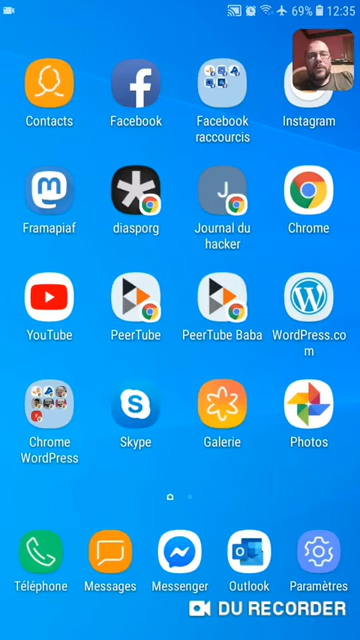 69% 12:35
Contacts
Facebook
Facebook
raccourcis
Instagram
Framapiaf
diasporg
J
Journal du
hacker
Chrome
YouTube
PeerTube
PeerTube Baba
WordPress.co
m
Chrome
WordPress
Skype
Galerie
Photos
Téléphone
Messages
Messenger
Outlook
Paramètres
DU RECORDER